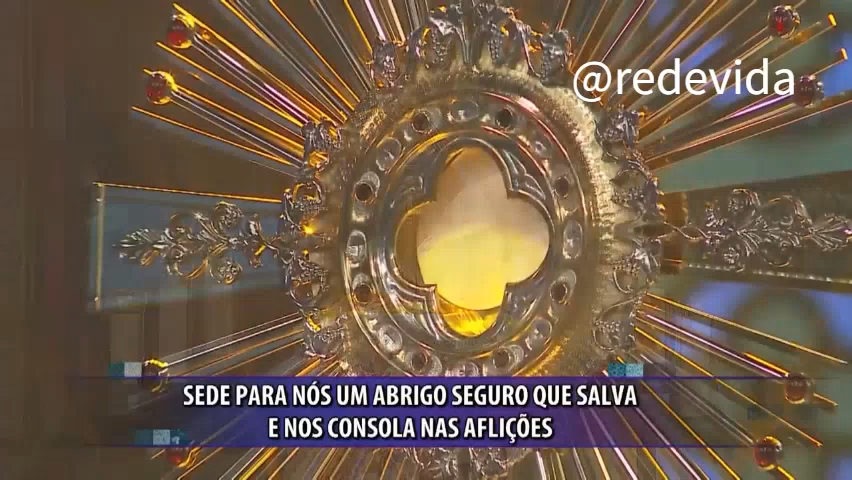 @redevida
SEDE PARA NÓS UM ABRIGO SEGURO QUE SALVA
E NOS CONSOLA NAS AFLIÇÕES